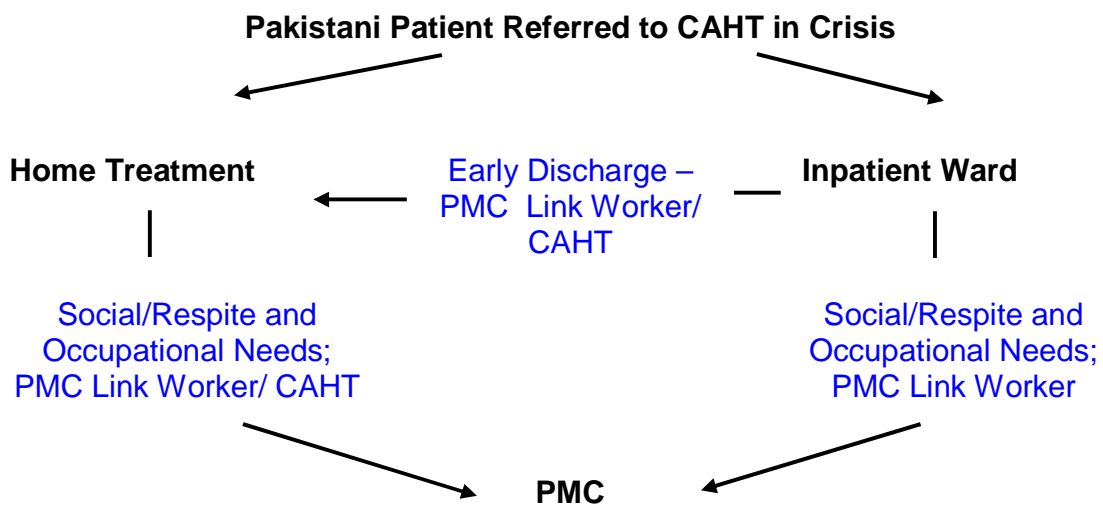 Pakistani Patient Referred to CAHT in Crisis
Home Treatment
Early Discharge –
PMC Link Worker/
CAHT
Inpatient Ward
Social/Respite and
Occupational Needs;
PMC Link Worker/ CAHT
Social/Respite and
Occupational Needs;
PMC Link Worker
PMC